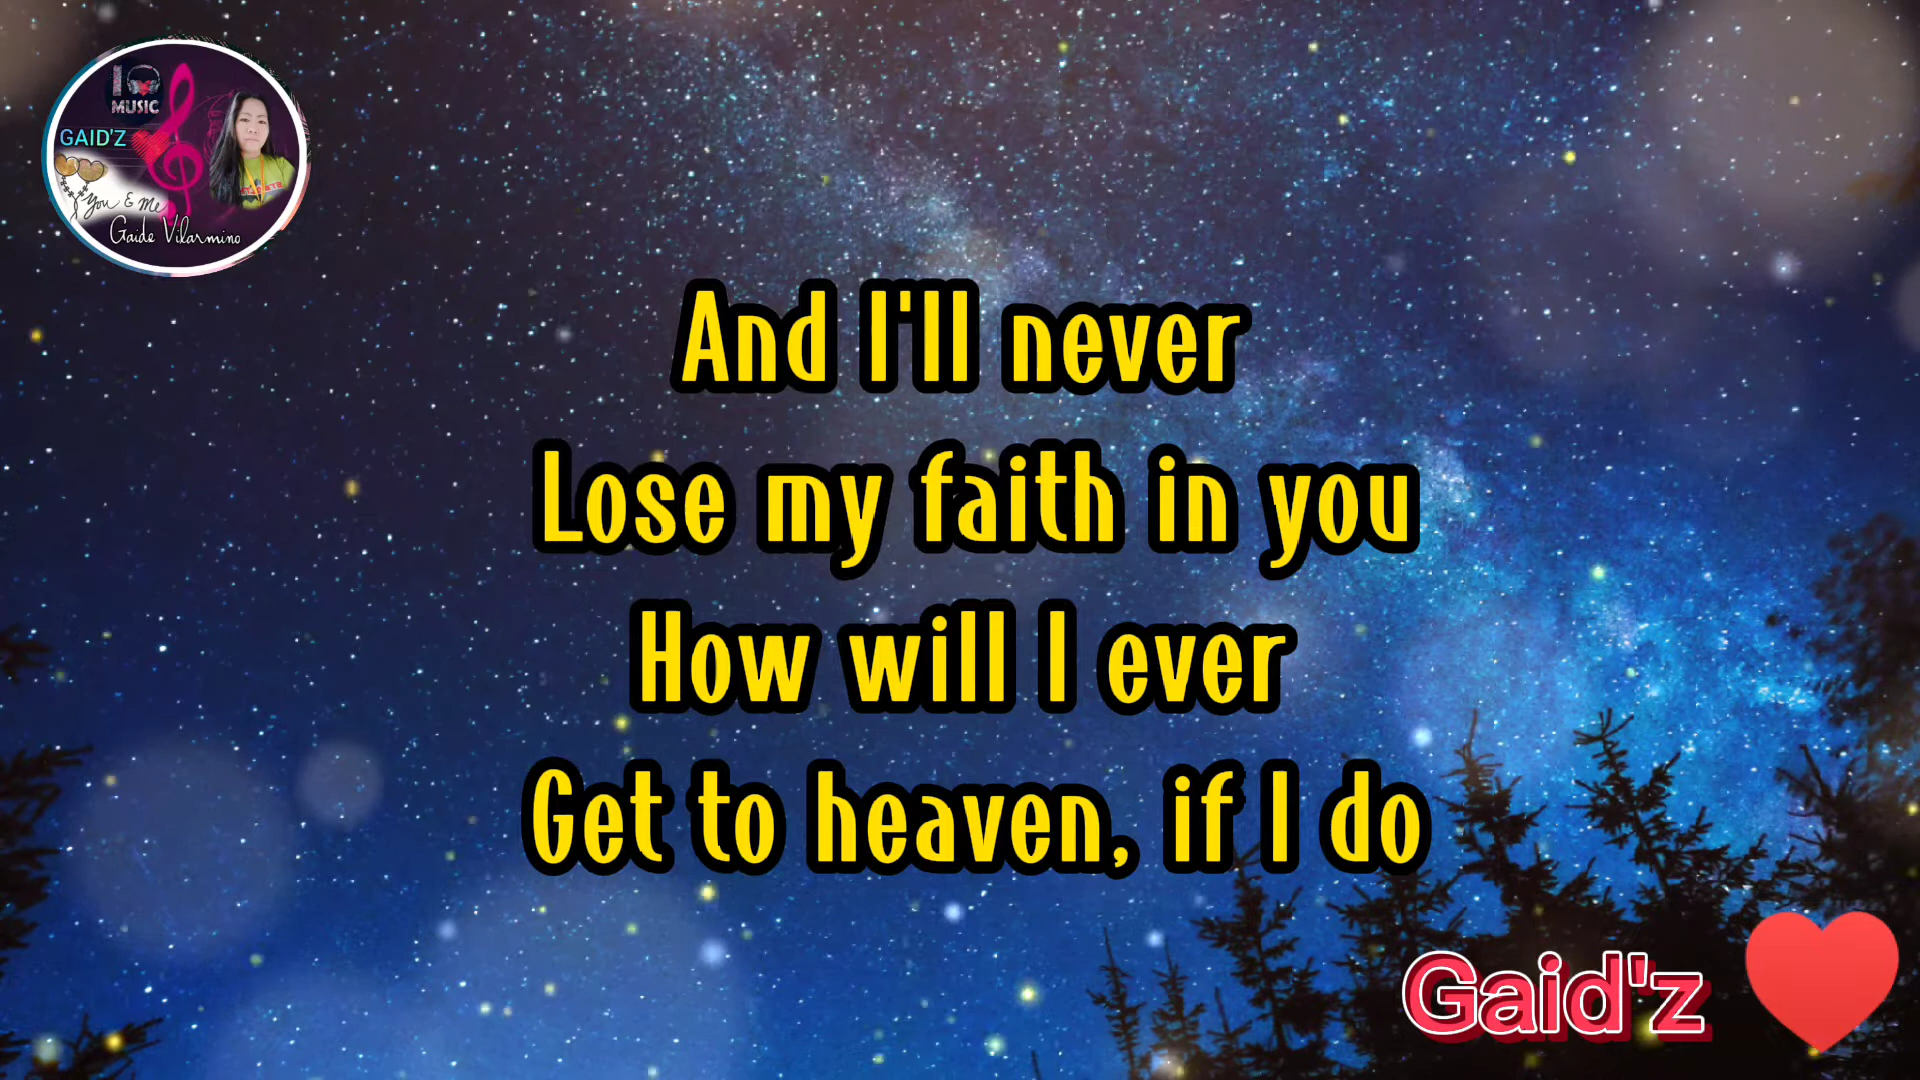 I
MUSIC
GAID'Z
You & Me
Gaide Vilarmino
And I'll never
Lose my faith in you
How will I ever
Get to heaven, if I do
Gaid'z